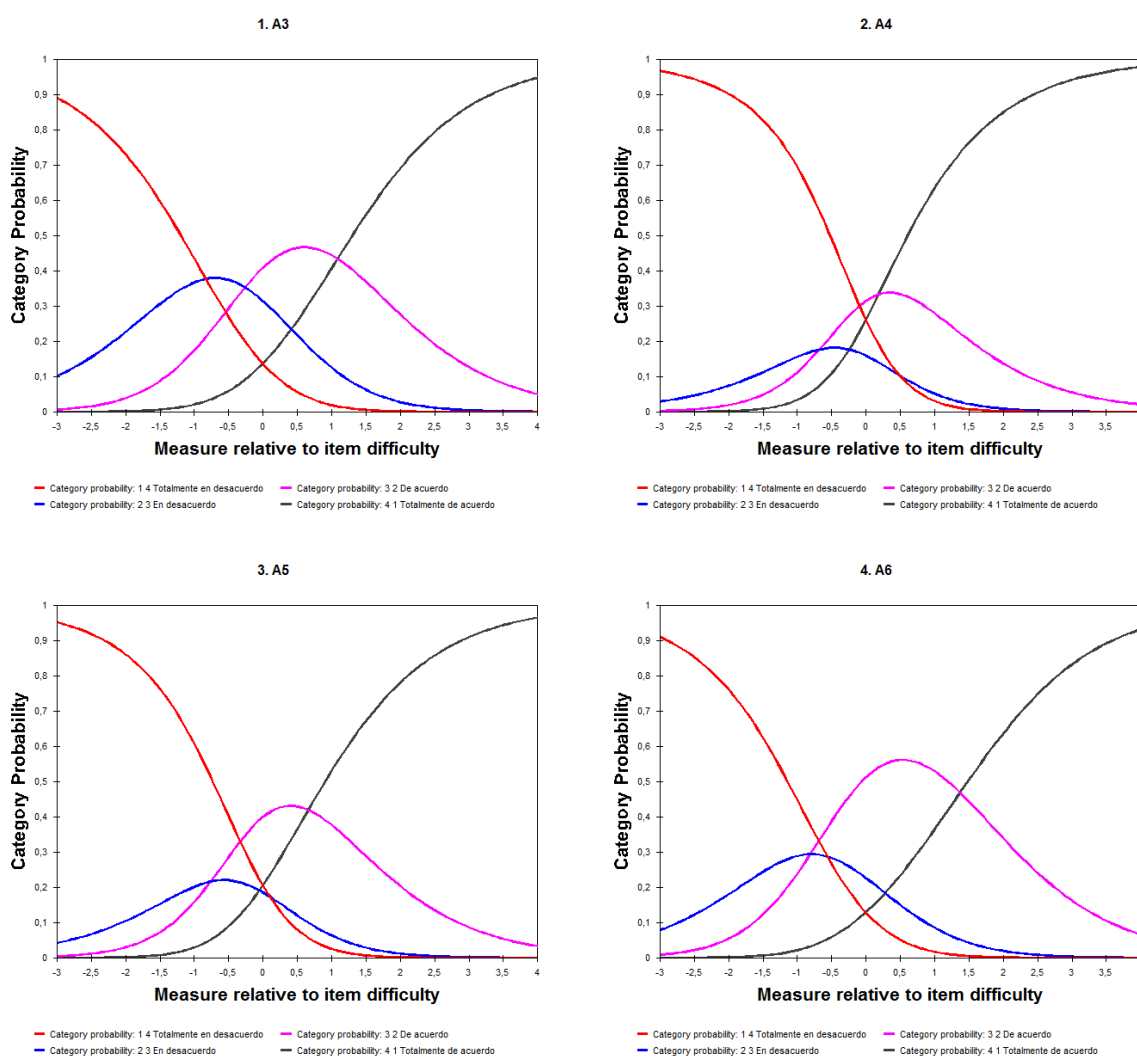 1. A3
Category Probability
1
0,9
0,8
0,7
0,6
0,5
0,4
0,3
0,2
0,1
0
-3 -2,5 -2 -1,5 -1 -0,5 0 0,5 1 1,5 2 2,5 3 3,5 4
Measure relative to item difficulty
Category probability: 1 4 Totalmente en desacuerdo Category probability: 3 2 De acuerdo
Category probability: 2 3 En desacuerdo Category probability: 4 1 Totalmente de acuerdo
2. A4
Category Probability
1
0,9
0,8
0,7
0,6
0,5
0,4
0,3
0,2
0,1
0
-3 -2,5 -2 -1,5 -1 -0,5 0 0,5 1 1,5 2 2,5 3 3,5
Measure relative to item difficulty
Category probability: 1 4 Totalmente en desacuerdo Category probability: 3 2 De acuerdo
Category probability: 2 3 En desacuerdo Category probability: 4 1 Totalmente de acuerdo
3. A5
Category Probability
1
0,9
0,8
0,7
0,6
0,5
0,4
0,3
0,2
0,1
0
-3 -2,5 -2 -1,5 -1 -0,5 0 0,5 1 1,5 2 2,5 3 3,5 4
Measure relative to item difficulty
Category probability: 1 4 Totalmente en desacuerdo Category probability: 3 2 De acuerdo
Category probability: 2 3 En desacuerdo Category probability: 4 1 Totalmente de acuerdo
4. A6
Category Probability
1
0,9
0,8
0,7
0,6
0,5
0,4
0,3
0,2
0,1
0
-3 -2,5 -2 -1,5 -1 -0,5 0 0,5 1 1,5 2 2,5 3 3,5
Measure relative to item difficulty
Category probability: 1 4 Totalmente en desacuerdo Category probability: 3 2 De acuerdo
Category probability: 2 3 En desacuerdo Category probability: 4 1 Totalmente de acuerdo